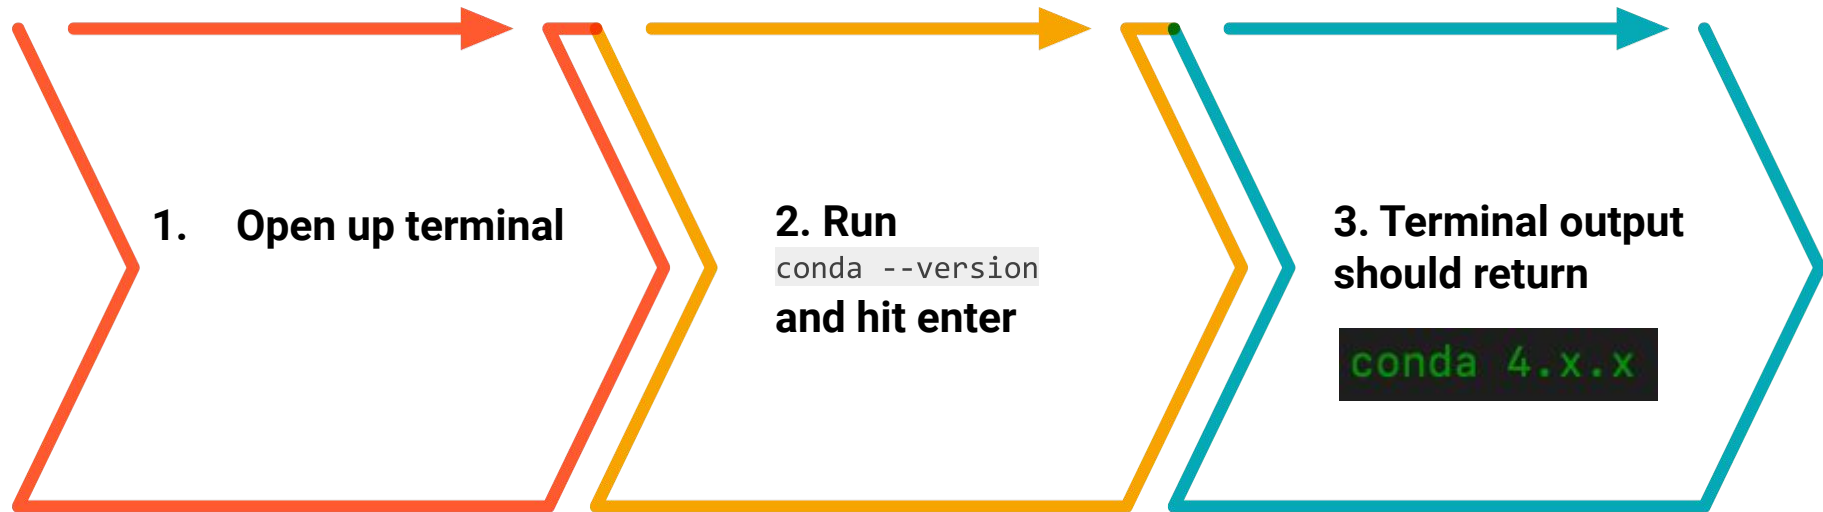 1. Open up terminal
2. Run
conda --version
and hit enter
3. Terminal output
should return
conda 4.x.x